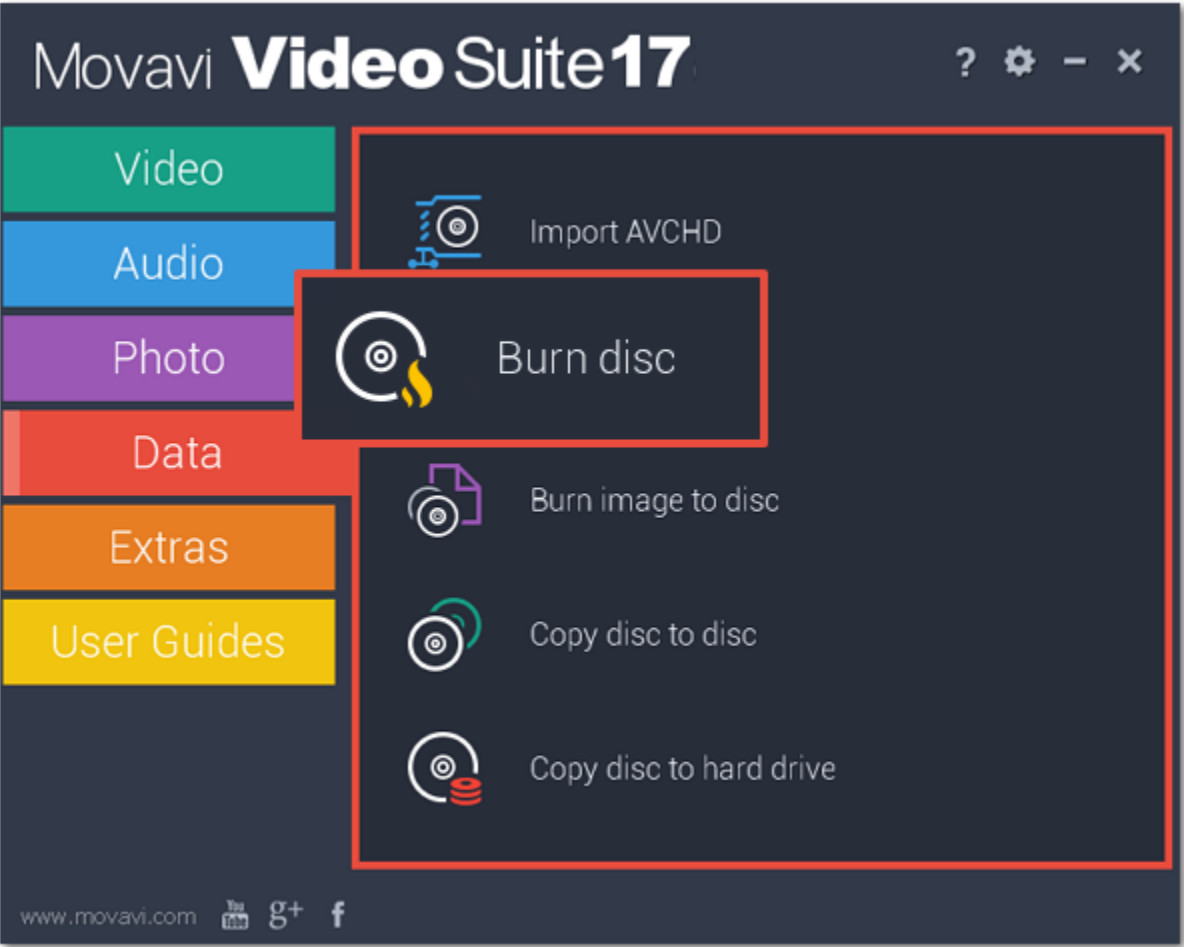 Movavi Video Suite 17
?
Video
Audio
Photo
Data
Extras
User Guides
Import AVCHD
Burn disc
Burn image to disc
Copy disc to disc
Copy disc to hard drive
www.movavi.com You Tube g+ f